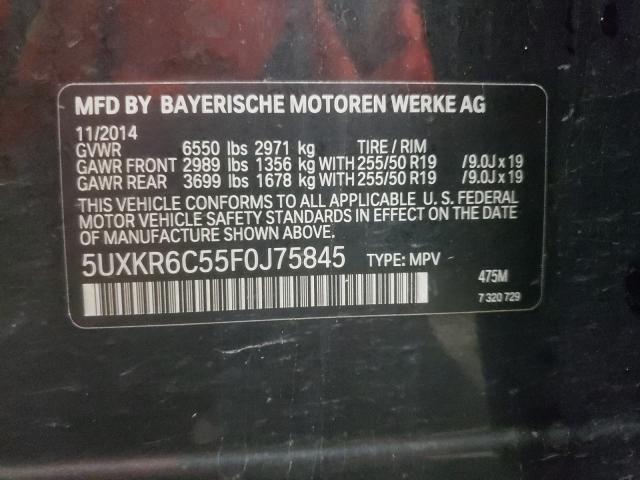 MFD BY BAYERISCHE MOTOREN WERKE AG
11/2014
GVWR 6550 lbs 2971 kg TIRE / RIM
GAWR FRONT 2989 lbs 1356 kg WITH 255/50 R19 /9.0J x 19
GAWR REAR 3699 lbs 1678 kg WITH 255/50 R19 /9.0J x 19
THIS VEHICLE CONFORMS TO ALL APPLICABLE U. S. FEDERAL
MOTOR VEHICLE SAFETY STANDARDS IN EFFECT ON THE DATE
OF MANUFACTURE SHOWN ABOVE.
5UXKR6C55F0J75845 TYPE: MPV
475M
7 320 729